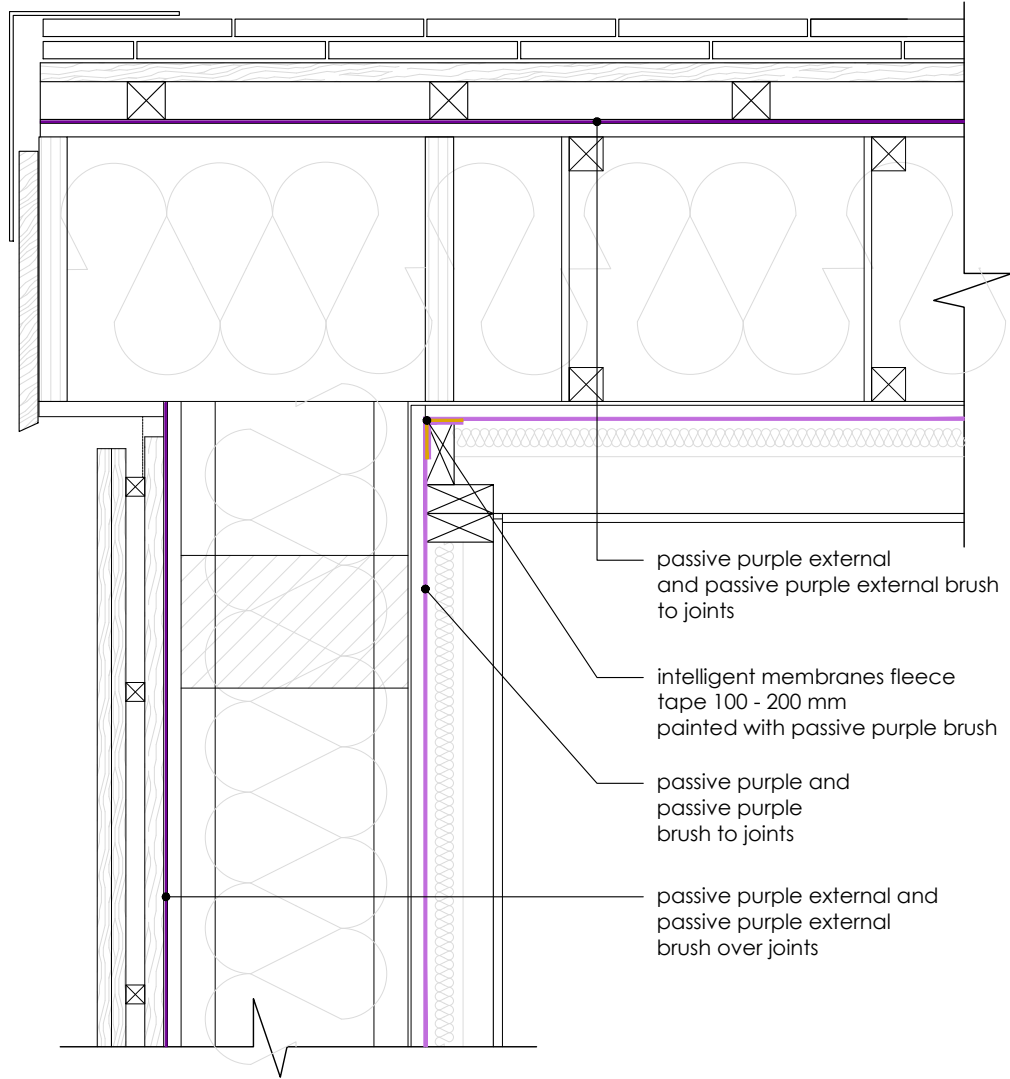 passive purple external
and passive purple external brush
to joints
intelligent membranes fleece
tape 100 - 200 mm
painted with passive purple brush
passive purple and
passive purple
brush to joints
passive purple external and
passive purple external
brush over joints